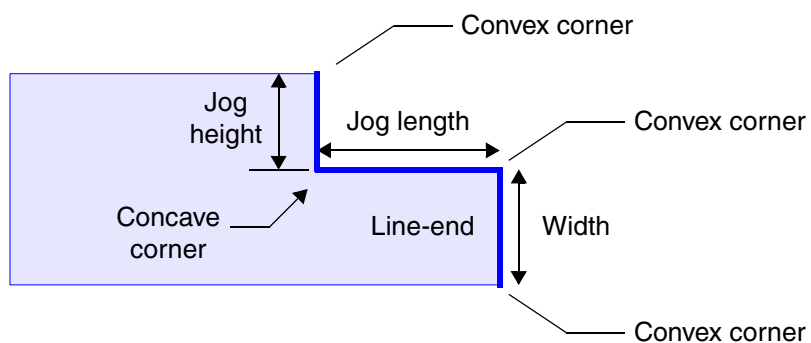 Convex corner
Jog
height
Jog length
Convex corner
Concave
corner
Line-end
Width
Convex corner